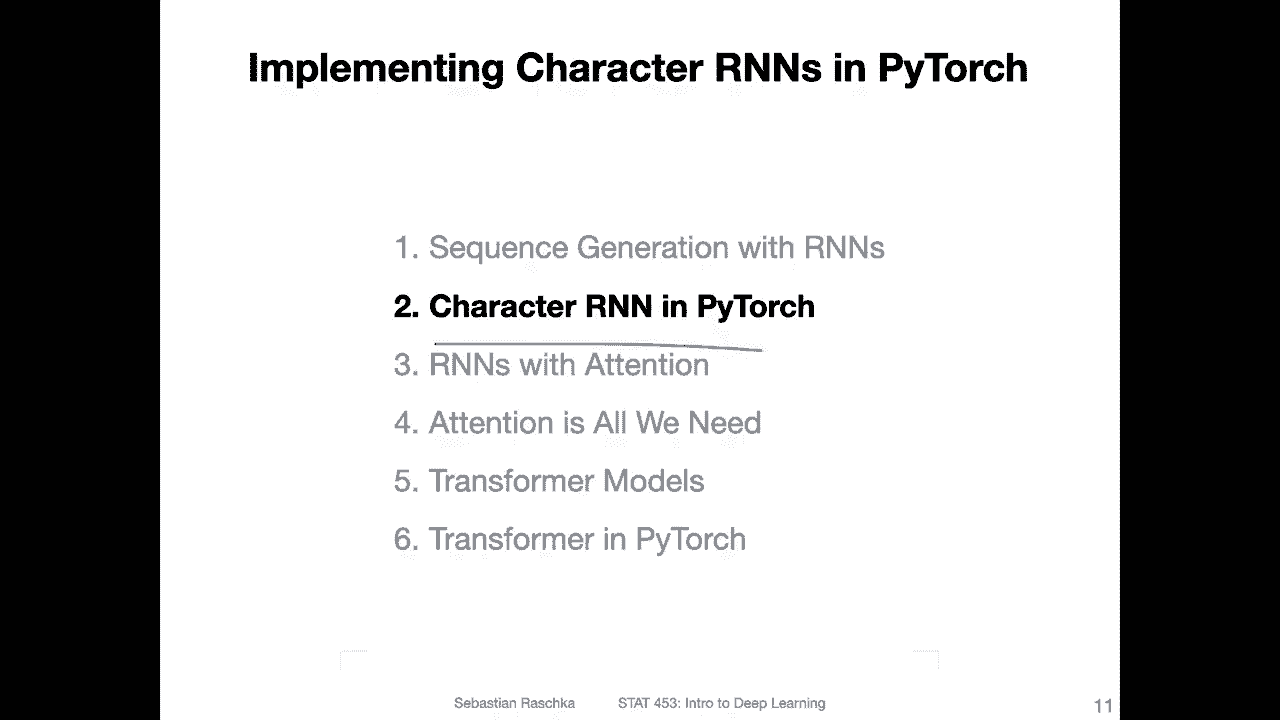 Implementing Character RNNs in PyTorch
1. Sequence Generation with RNNs
2. Character RNN in PyTorch
3. RNNs with Attention
4. Attention is All We Need
5. Transformer Models
6. Transformer in PyTorch
Sebastian Raschka STAT 453: Intro to Deep Learning 11